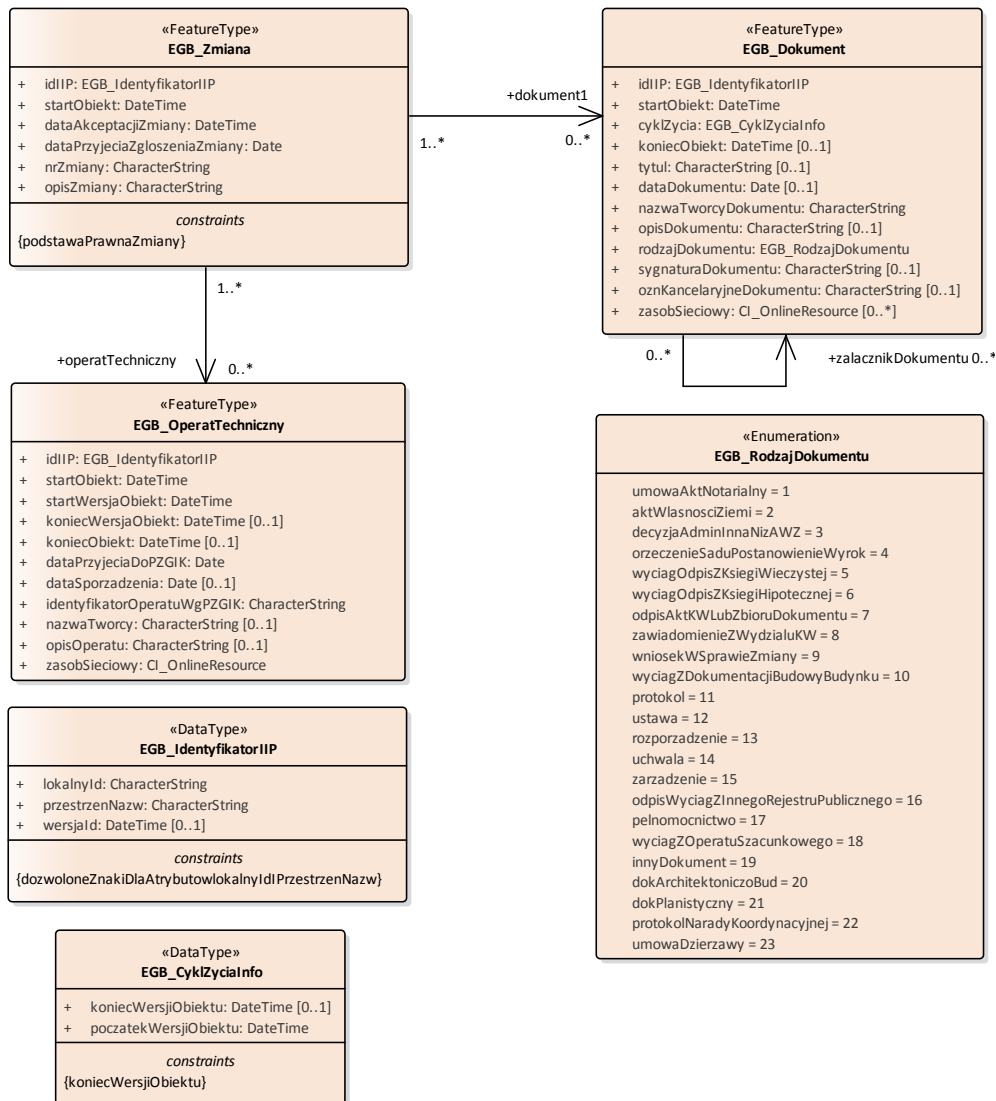 «FeatureType»
EGB_Zmiana
+ idIIP: EGB_IdentyfikatorIIP
+ startObiekt: DateTime
+ dataAkceptacjiZmiany: DateTime
+ dataPrzyjeciaZgloszeniaZmiany: Date
+ nrZmiany: CharacterString
+ opisZmiany: CharacterString
constraints
{podstawaPrawnaZmiany}
+dokument1
1..*
0..*
«FeatureType»
EGB_Dokument
+ idIIP: EGB_IdentyfikatorIIP
+ startObiekt: DateTime
+ cyklZycia: EGB_CyklZyciaInfo
+ koniecObiekt: DateTime [0..1]
+ tytul: CharacterString [0..1]
+ dataDokumentu: Date [0..1]
+ nazwaTworcyDokumentu: CharacterString
+ opisDokumentu: CharacterString [0..1]
+ rodzajDokumentu: EGB_RodzajDokumentu
+ sygnaturaDokumentu: CharacterString [0..1]
+ oznKancelaryjneDokumentu: CharacterString [0..1]
+ zasobSieciowy: CI_OnlineResource [0..*]
0..*
+zalacznikDokumentu 0..*
1..*
+operatTechniczny
0..*
«FeatureType»
EGB_OperatTechniczny
+ idIIP: EGB_IdentyfikatorIIP
+ startObiekt: DateTime
+ startWersjaObiekt: DateTime
+ koniecWersjaObiekt: DateTime [0..1]
+ koniecObiekt: DateTime [0..1]
+ dataPrzyjeciaDoPZGIK: Date
+ dataSporzadzenia: Date [0..1]
+ identyfikatorOperatuWgPZGIK: CharacterString
+ nazwaTworcy: CharacterString [0..1]
+ opisOperatu: CharacterString [0..1]
+ zasobSieciowy: CI_OnlineResource
«Enumeration»
EGB_RodzajDokumentu
umowaAktNotarialny = 1
aktWlasnosciZiemi = 2
decyzjaAdminInnaNizAWZ = 3
orzeczenieSaduPostanowienieWyrok = 4
wyciagOdpisZKsiegiWieczystej = 5
wyciagOdpisZKsiegiHipotecznej = 6
odpisAktKWLubZbioruDokumentu = 7
zawiadomienieZWydzialuKW = 8
wniosekWSprawieZmiany = 9
wyciagZDokumentacjiBudowyBudynku = 10
protokol = 11
ustawa = 12
rozporzadzenie = 13
uchwala = 14
zarzadzenie = 15
odpisWyciagZInnegoRejestruPublicznego = 16
pelnomocnictwo = 17
wyciagZOperatuSzacunkowego = 18
innyDokument = 19
dokArchitektoniczoBud = 20
dokPlanistyczny = 21
protokolNaradyKoordynacyjnej = 22
umowaDzierzawy = 23
«DataType»
EGB_IdentyfikatorIIP
+ lokalnyId: CharacterString
+ przestrzenNazw: CharacterString
+ wersjaId: DateTime [0..1]
constraints
{dozwoloneZnakiDlaAtrybutowlokalnyIdIPrzestrzenNazw}
«DataType»
EGB_CyklZyciaInfo
+ koniecWersjiObiektu: DateTime [0..1]
+ poczatekWersjiObiektu: DateTime
constraints
{koniecWersjiObiektu}